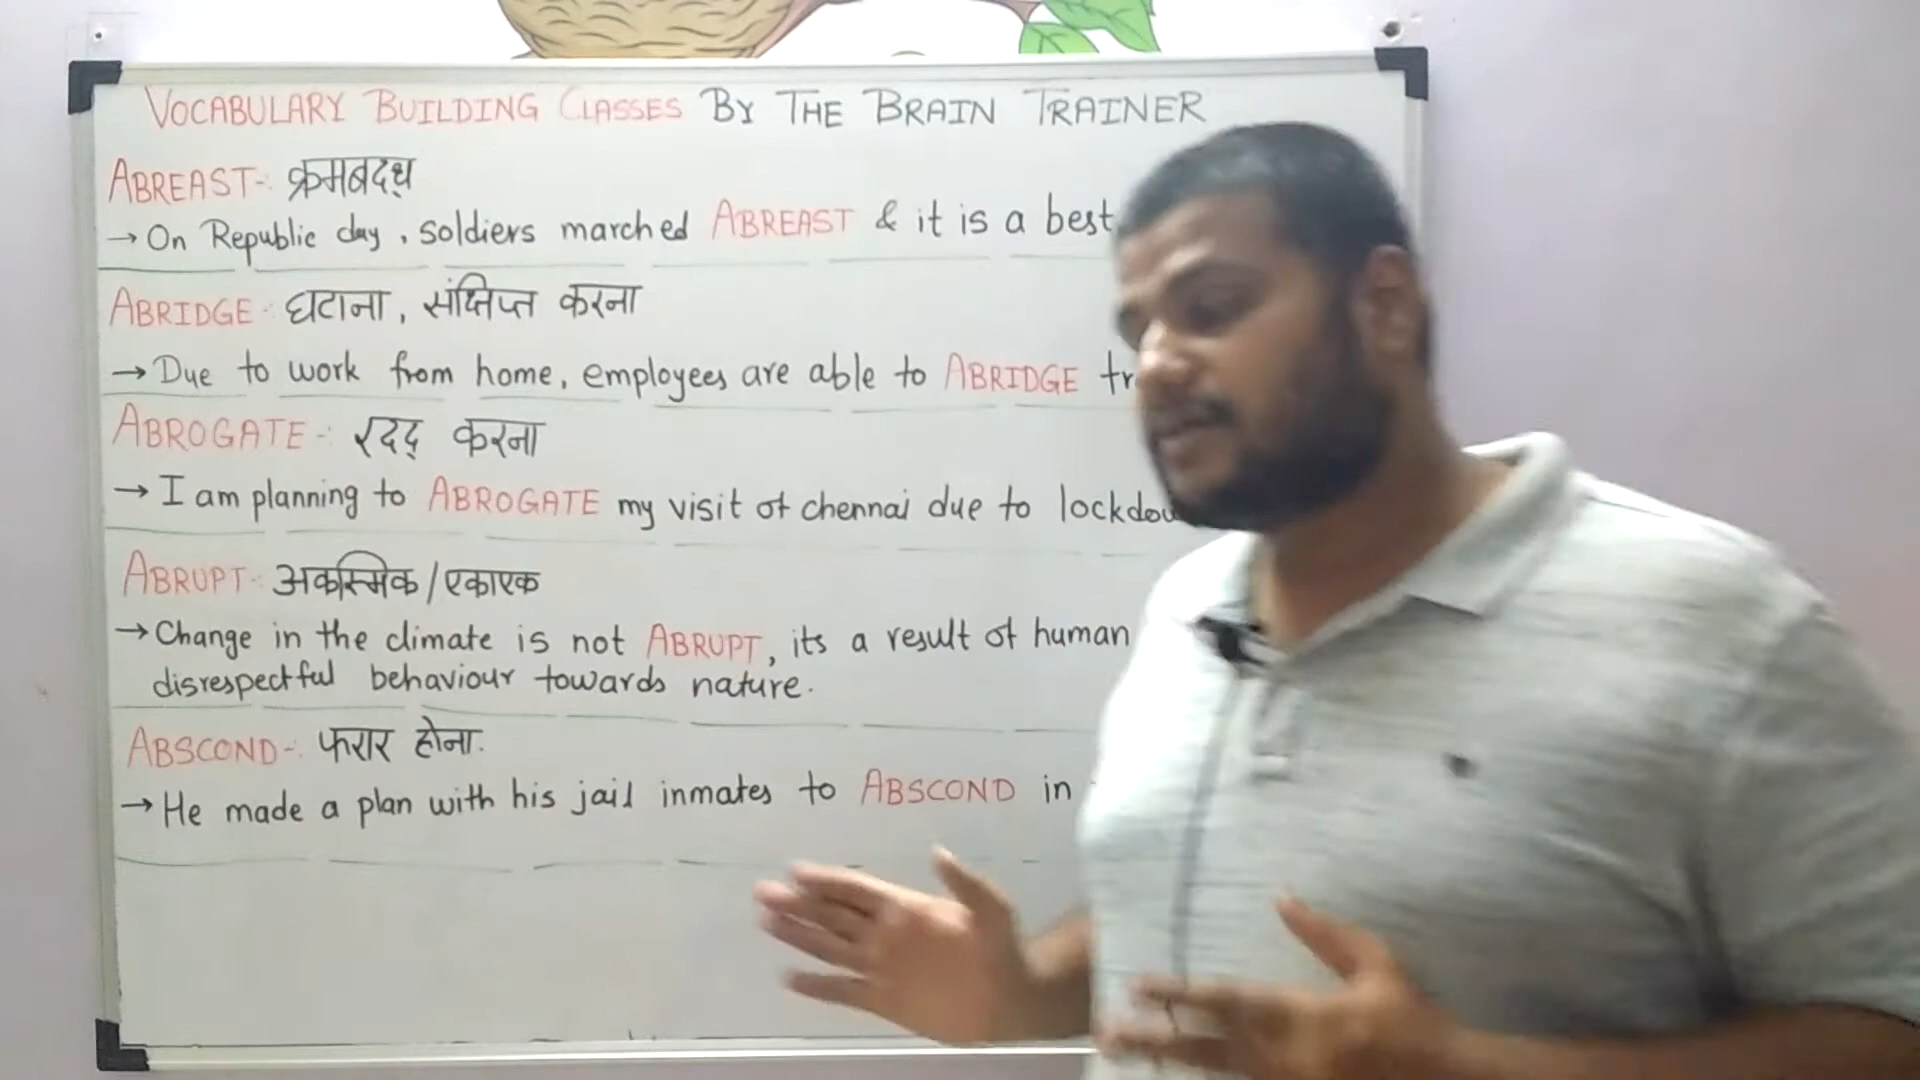 VOCABULARY BUILDING CLASSES BY THE BRAIN TRAINER
ABREAST-: क्रमबद्ध
→ On Republic day, soldiers marched ABREAST & it is a best
ABRIDGE-: घटाना, संक्षिप्त करना
→ Due to work from home, employees are able to ABRIDGE
ABROGATE-: रद्द् करना
→ I am planning to ABROGATE my visit of chennai due to
ABRUPT-: अकस्मिक/एकाएक
→ Change in the climate is not ABRUPT, its a result of human
disrespectful behaviour towards nature.
ABSCOND-: फरार होना.
→ He made a plan with his jail inmates to ABSCOND in